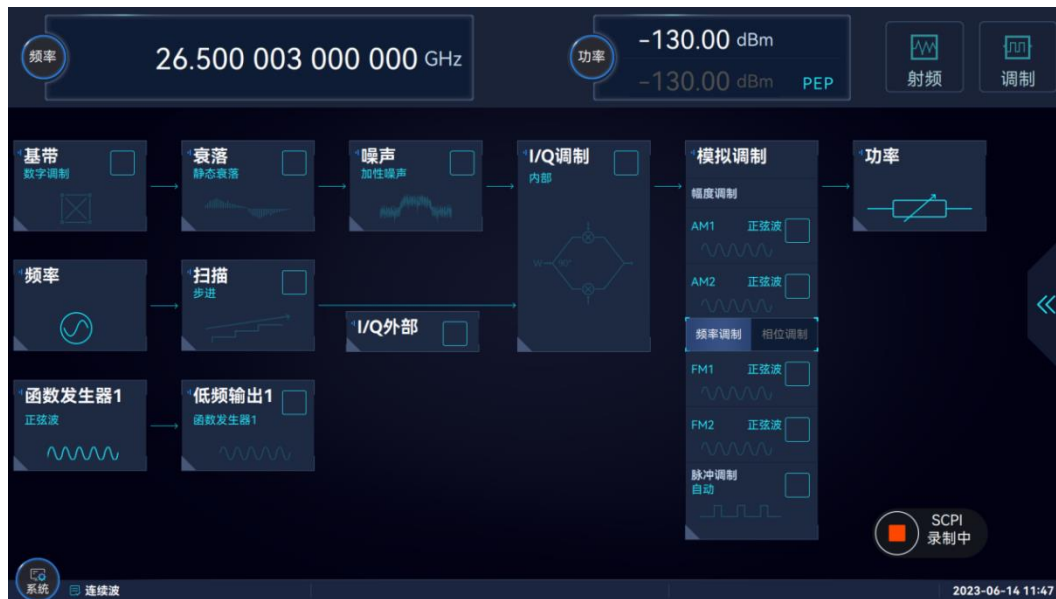 频率
26.500 003 000 000 GHz
功率
-130.00 dBm
-130.00 dBm PEP
射频
调制
基带
数字调制
衰落
静态衰落
噪声
加性噪声
I/Q调制
内部
90°
模拟调制
幅度调制
AM1 正弦波
AM2 正弦波
频率调制 相位调制
FM1 正弦波
FM2 正弦波
脉冲调制
自动
功率
频率
扫描
步进
I/Q外部
函数发生器1
正弦波
低频输出1
函数发生器1
SCPI
录制中
系统
连续波
2023-06-14 11:47